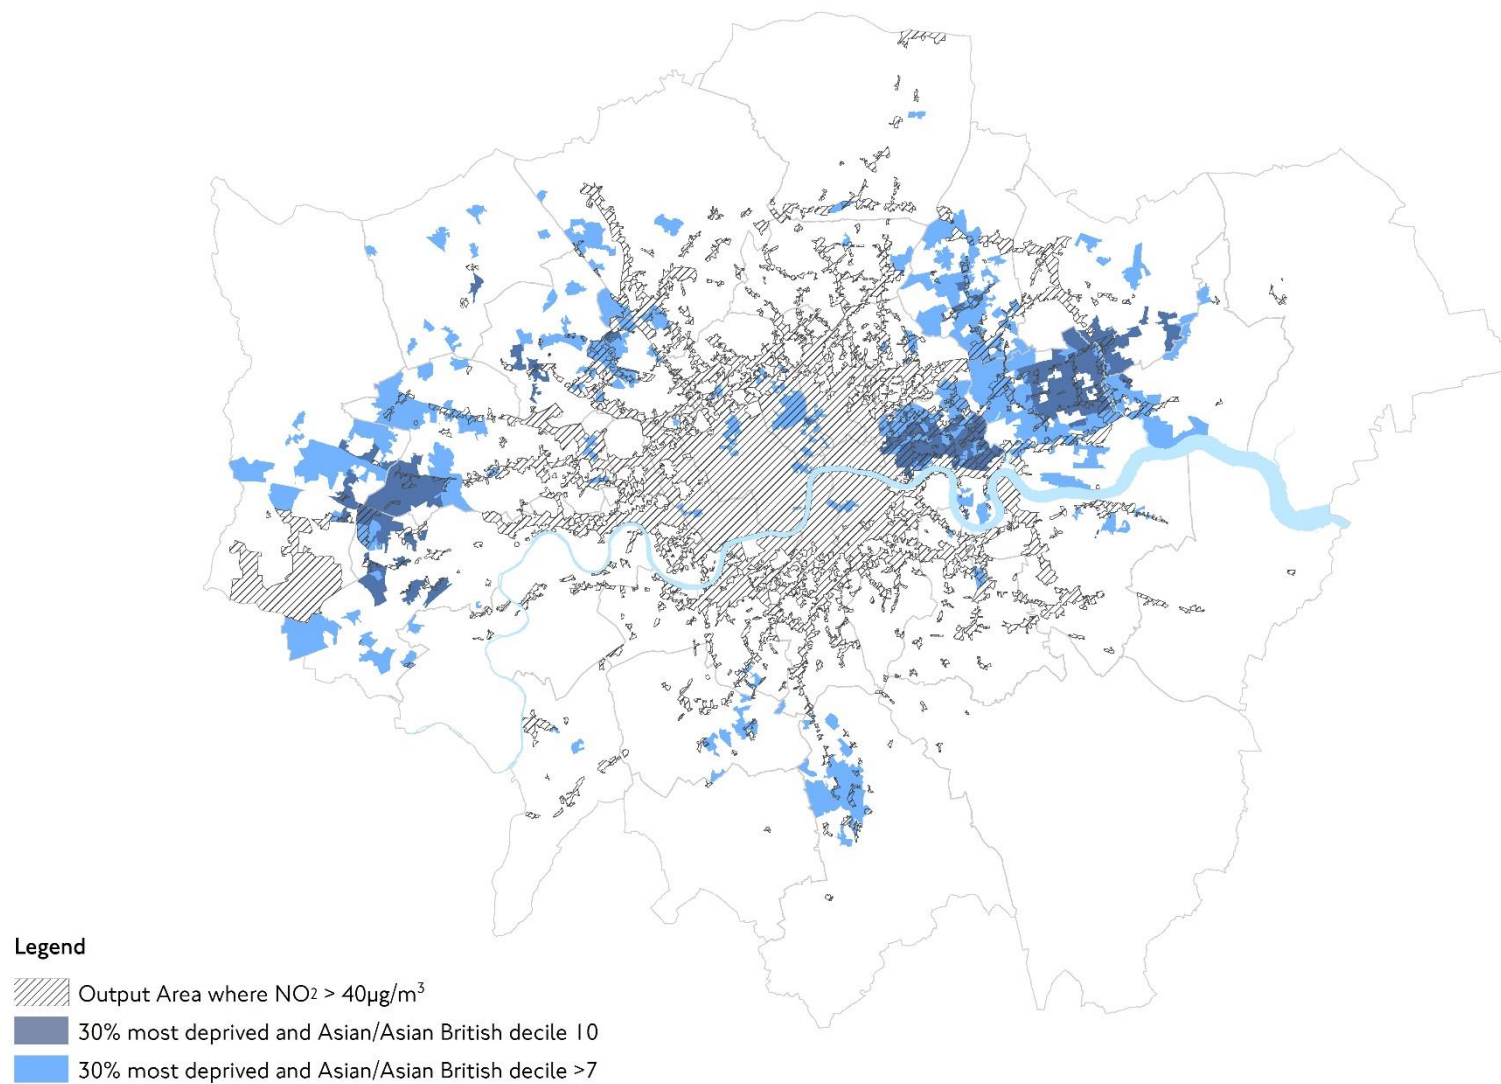 Legend
Output Area where NO2 > 40µg/m³
30% most deprived and Asian/Asian British decile 10
30% most deprived and Asian/Asian British decile >7